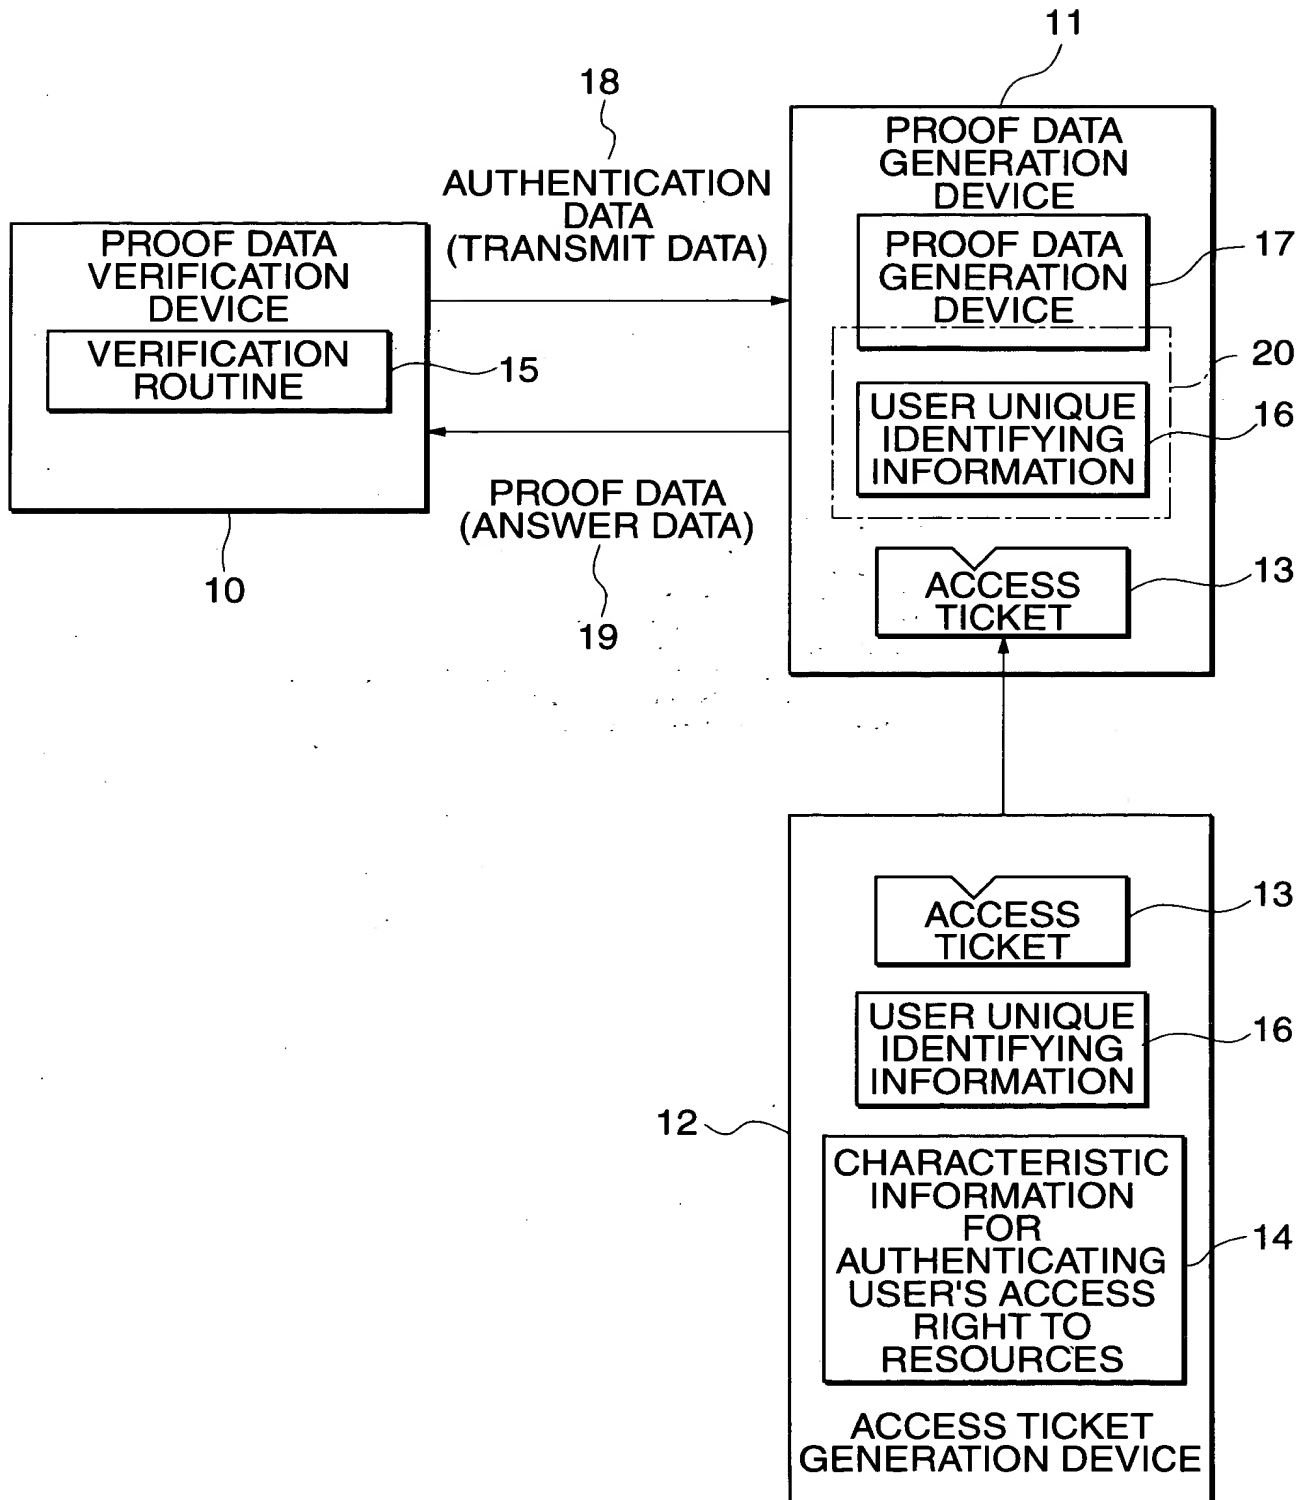 11
18
PROOF DATA
GENERATION
DEVICE
AUTHENTICATION
DATA
(TRANSMIT DATA)
PROOF DATA
VERIFICATION
DEVICE
VERIFICATION
ROUTINE
15
PROOF DATA
GENERATION
DEVICE
17
20
USER UNIQUE
IDENTIFYING
INFORMATION
16
PROOF DATA
(ANSWER DATA)
10
19
ACCESS
TICKET
13
ACCESS
TICKET
13
USER UNIQUE
IDENTIFYING
INFORMATION
16
12
CHARACTERISTIC
INFORMATION
FOR
AUTHENTICATING
USER'S ACCESS
RIGHT TO
RESOURCES
14
ACCESS TICKET
GENERATION DEVICE